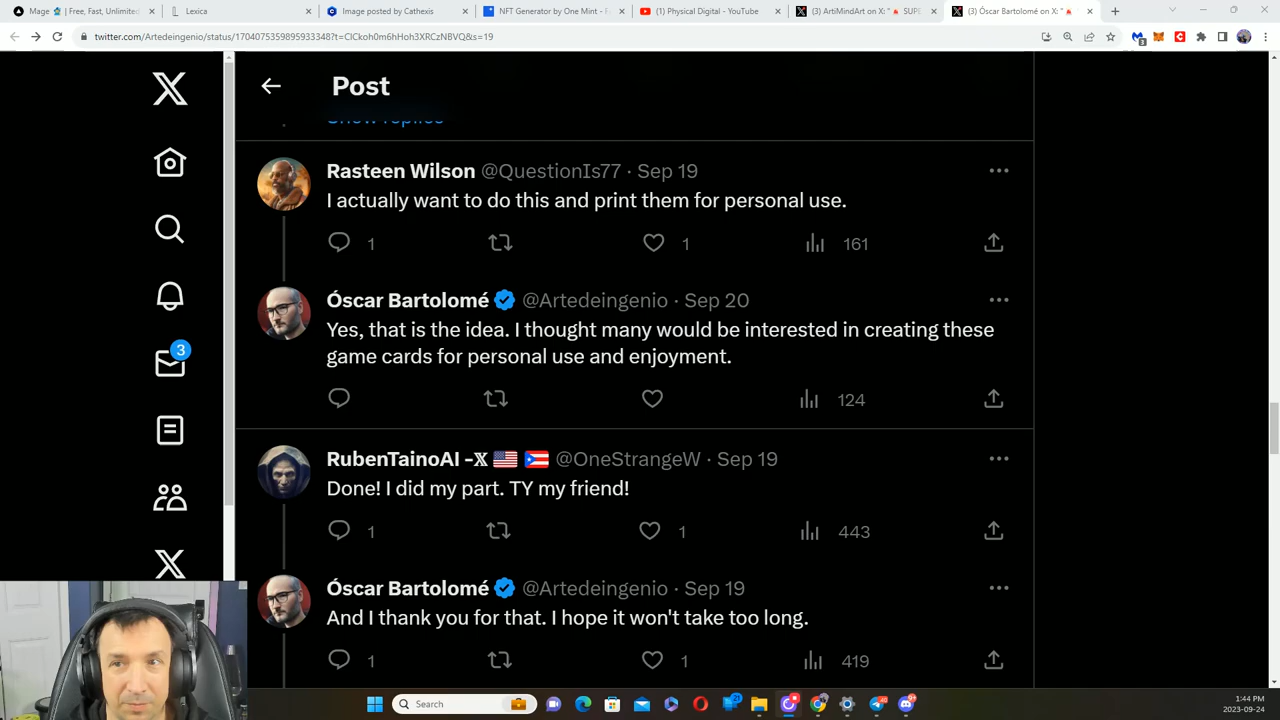 Mage 🧙 | Free, Fast, Unlimite
Lexica
Image posted by Cathexis
NFT Generator by One Mint - E
(1) Physical Digital - YouTube
(3) ArtiMindArt on X: "🔥 SUPE
(3) Óscar Bartolomé on X: "🔥
twitter.com/Artedeingenio/status/1704075359895933348?t=ClCkoh0m6hHoh3XRCzNBVQ&s=19
Post
Show replies
Rasteen Wilson @QuestionIs77 · Sep 19
I actually want to do this and print them for personal use.
1 1 161
Óscar Bartolomé @Artedeingenio · Sep 20
Yes, that is the idea. I thought many would be interested in creating these
game cards for personal use and enjoyment.
124
3
RubenTainoAI -𝕏 🇺🇸 🇵🇷 @OneStrangeW · Sep 19
Done! I did my part. TY my friend!
1 1 443
Óscar Bartolomé @Artedeingenio · Sep 19
And I thank you for that. I hope it won't take too long.
1 1 419
Search
1:44 PM
2023-09-24